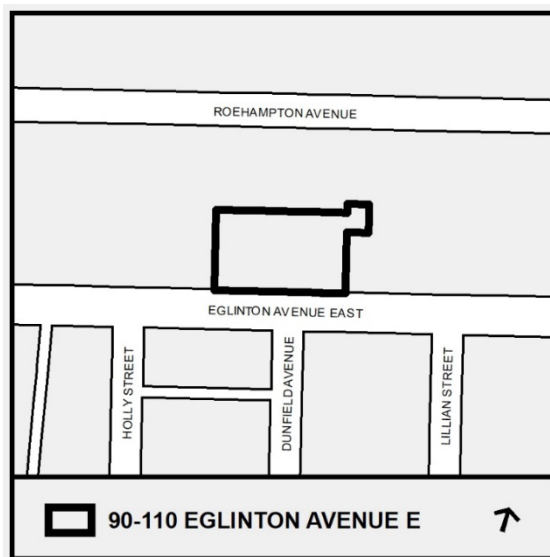 ROEHAMPTON AVENUE
EGLINTON AVENUE EAST
HOLLY STREET
DUNFIELD AVENUE
LILLIAN STREET
90-110 EGLINTON AVENUE E